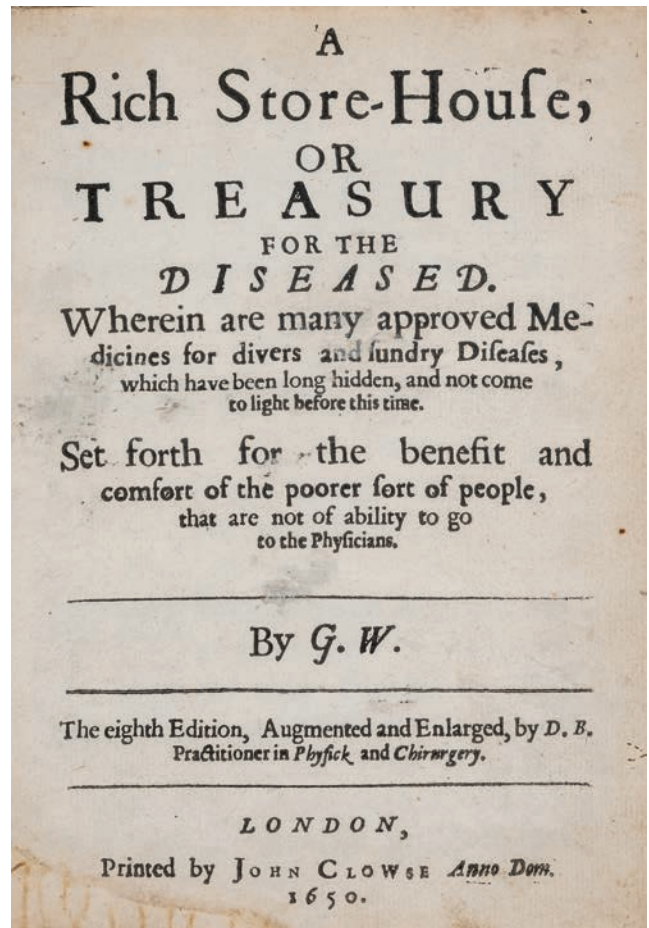 A
Rich Store-Houſe,
OR
TREASURY
FOR THE
DISEASED.
Wherein are many approved Me-
dicines for divers and ſundry Diſeaſes,
which have been long hidden, and not come
to light before this time.
Set forth for the benefit and
comfort of the poorer ſort of people,
that are not of ability to go
to the Phyſicians.
By G. W.
The eighth Edition, Augmented and Enlarged, by D. B.
Practitioner in Phyſick and Chirurgery.
LONDON,
Printed by JOHN CLOWSE Anno Dom.
1650.